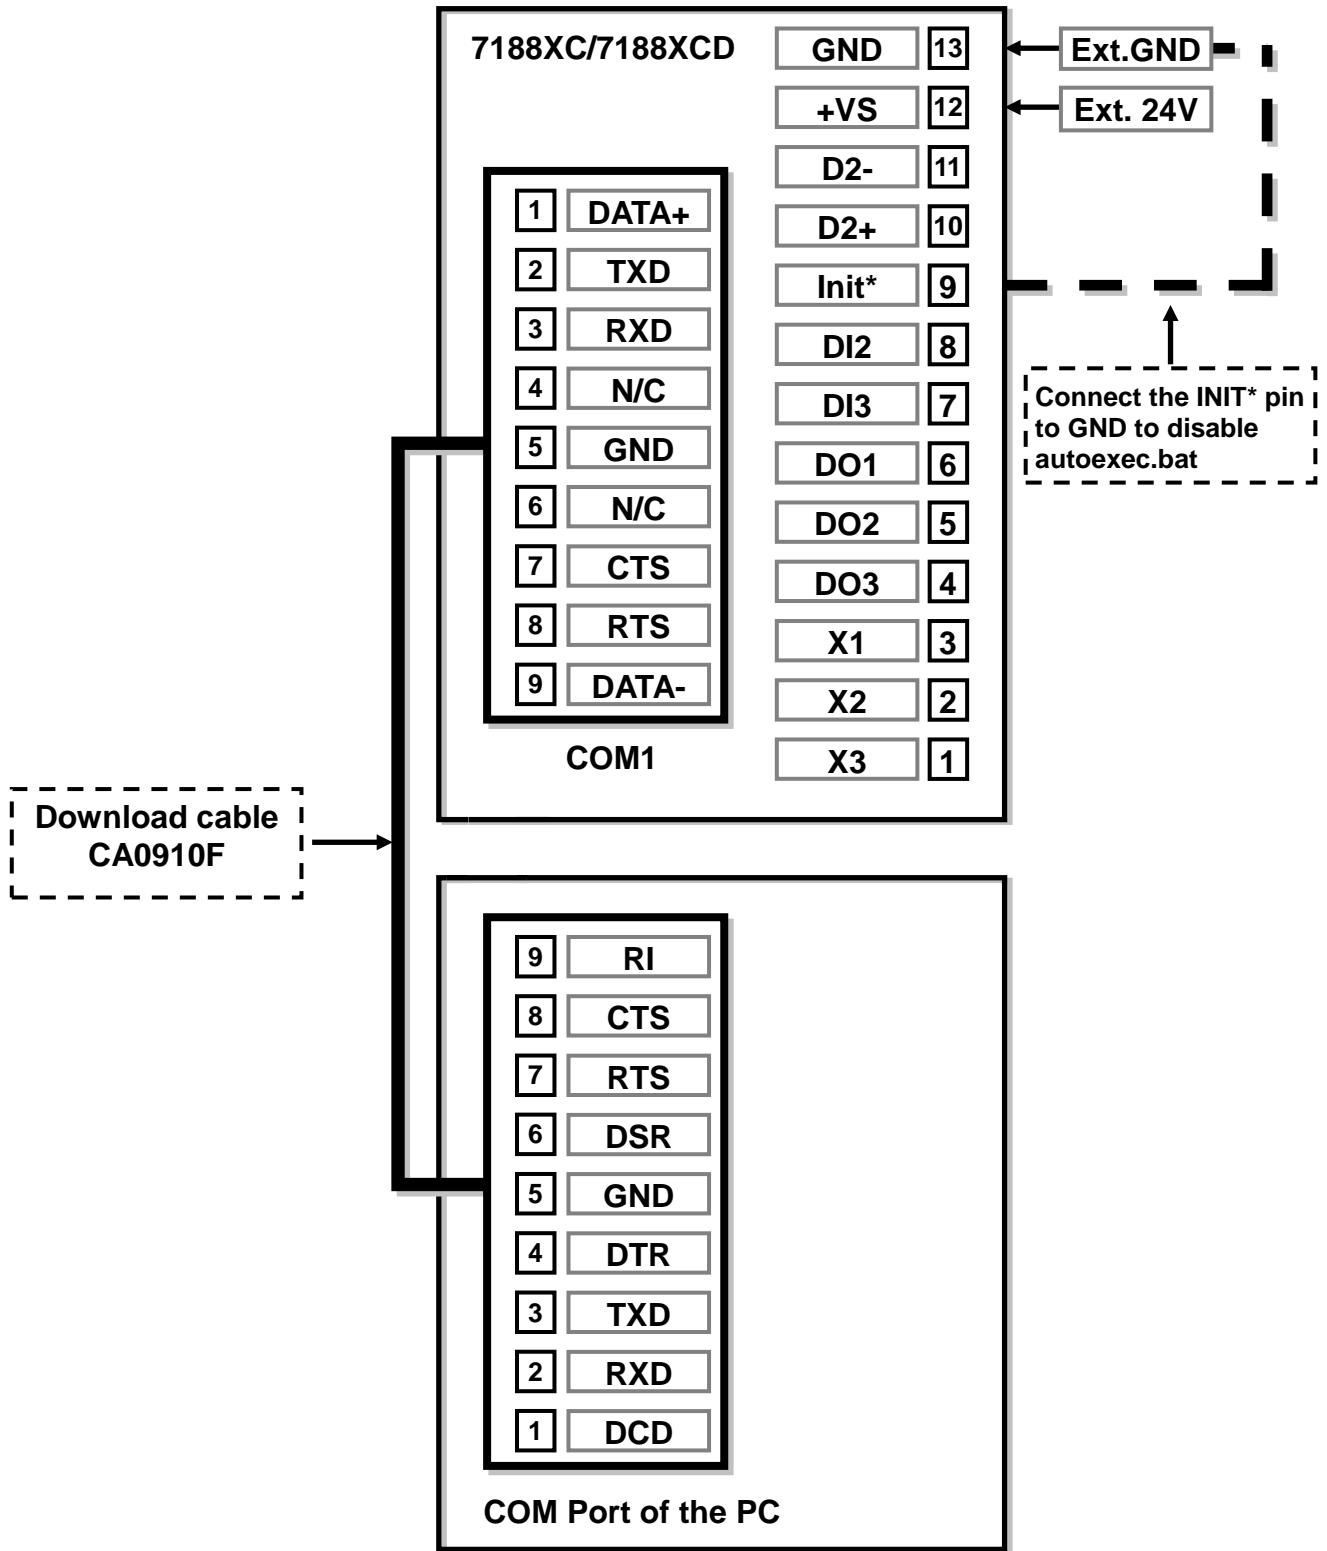 7188XC/7188XCD
GND 13
Ext.GND
+VS 12
Ext. 24V
D2- 11
D2+ 10
Init* 9
DI2 8
DI3 7
DO1 6
DO2 5
DO3 4
X1 3
X2 2
X3 1
1 DATA+
2 TXD
3 RXD
4 N/C
5 GND
6 N/C
7 CTS
8 RTS
9 DATA-
COM1
Connect the INIT* pin
to GND to disable
autoexec.bat
Download cable
CA0910F
9 RI
8 CTS
7 RTS
6 DSR
5 GND
4 DTR
3 TXD
2 RXD
1 DCD
COM Port of the PC